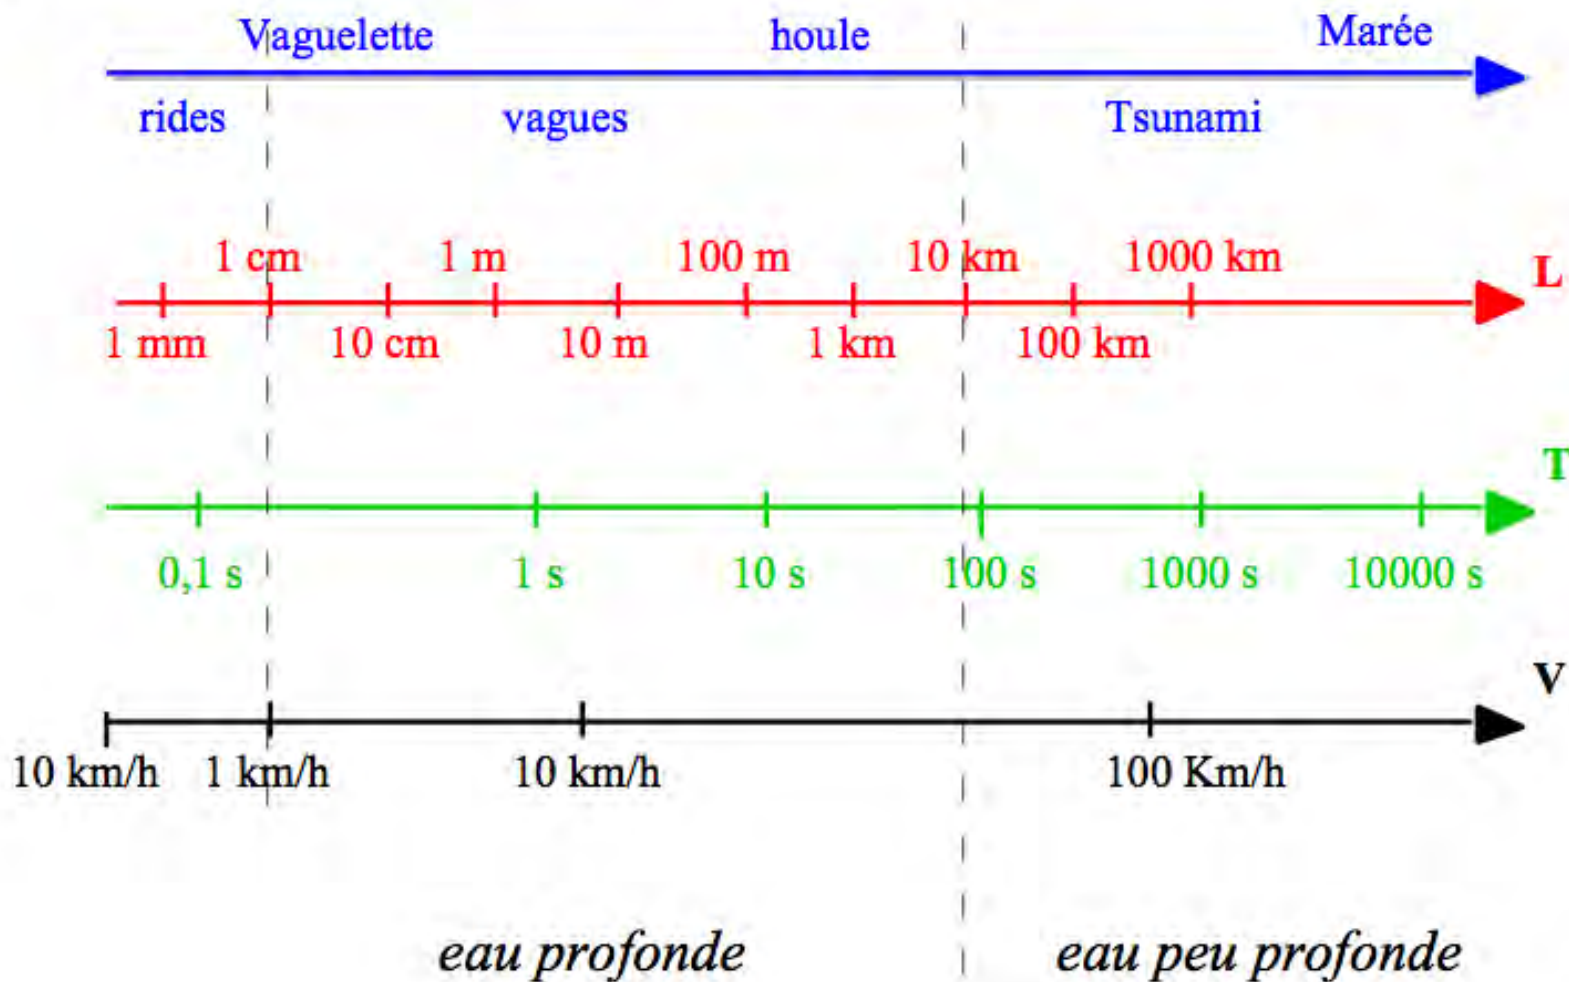 Vaguelette houle Marée
rides vagues Tsunami
1 cm 1 m 100 m 10 km 1000 km
L
1 mm 10 cm 10 m 1 km 100 km
T
0,1 s 1 s 10 s 100 s 1000 s 10000 s
V
10 km/h 1 km/h 10 km/h 100 Km/h
eau profonde eau peu profonde